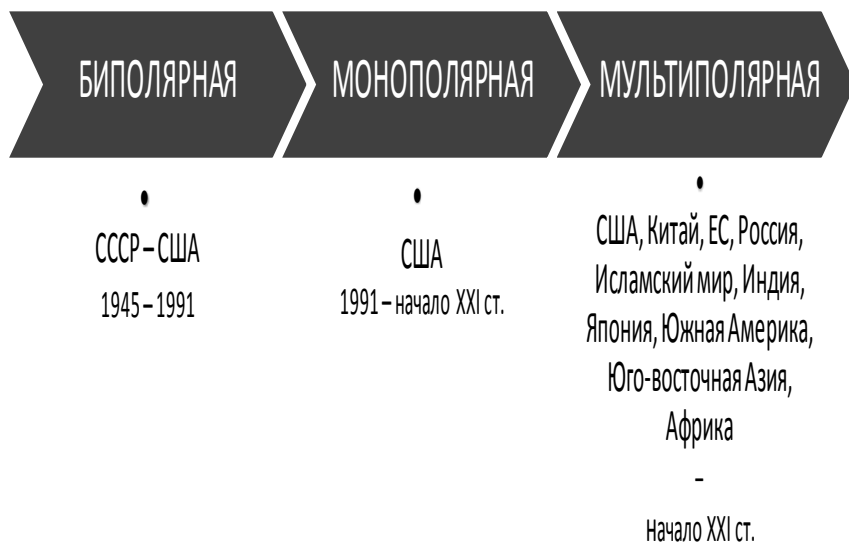 БИПОЛЯРНАЯ
СССР – США
1945 – 1991
МОНОПОЛЯРНАЯ
США
1991 – начало XXI ст.
МУЛЬТИПОЛЯРНАЯ
США, Китай, ЕС, Россия,
Исламский мир, Индия,
Япония, Южная Америка,
Юго-восточная Азия,
Африка
–
Начало XXI ст.